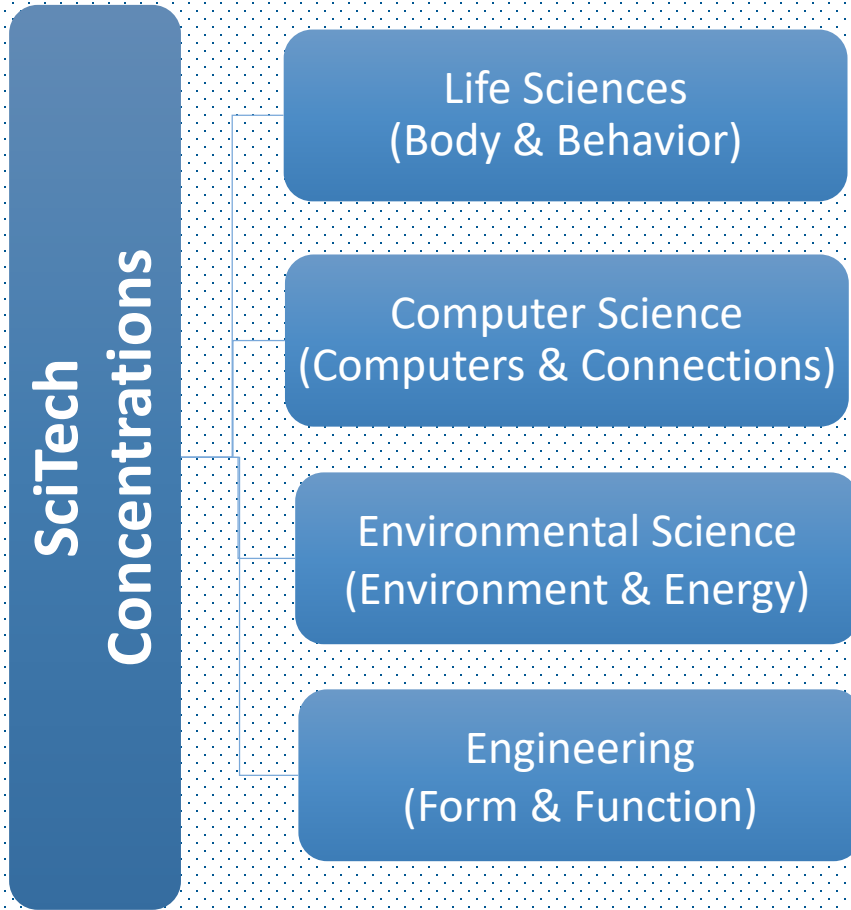 SciTech
Concentrations
Life Sciences
(Body & Behavior)
Computer Science
(Computers & Connections)
Environmental Science
(Environment & Energy)
Engineering
(Form & Function)